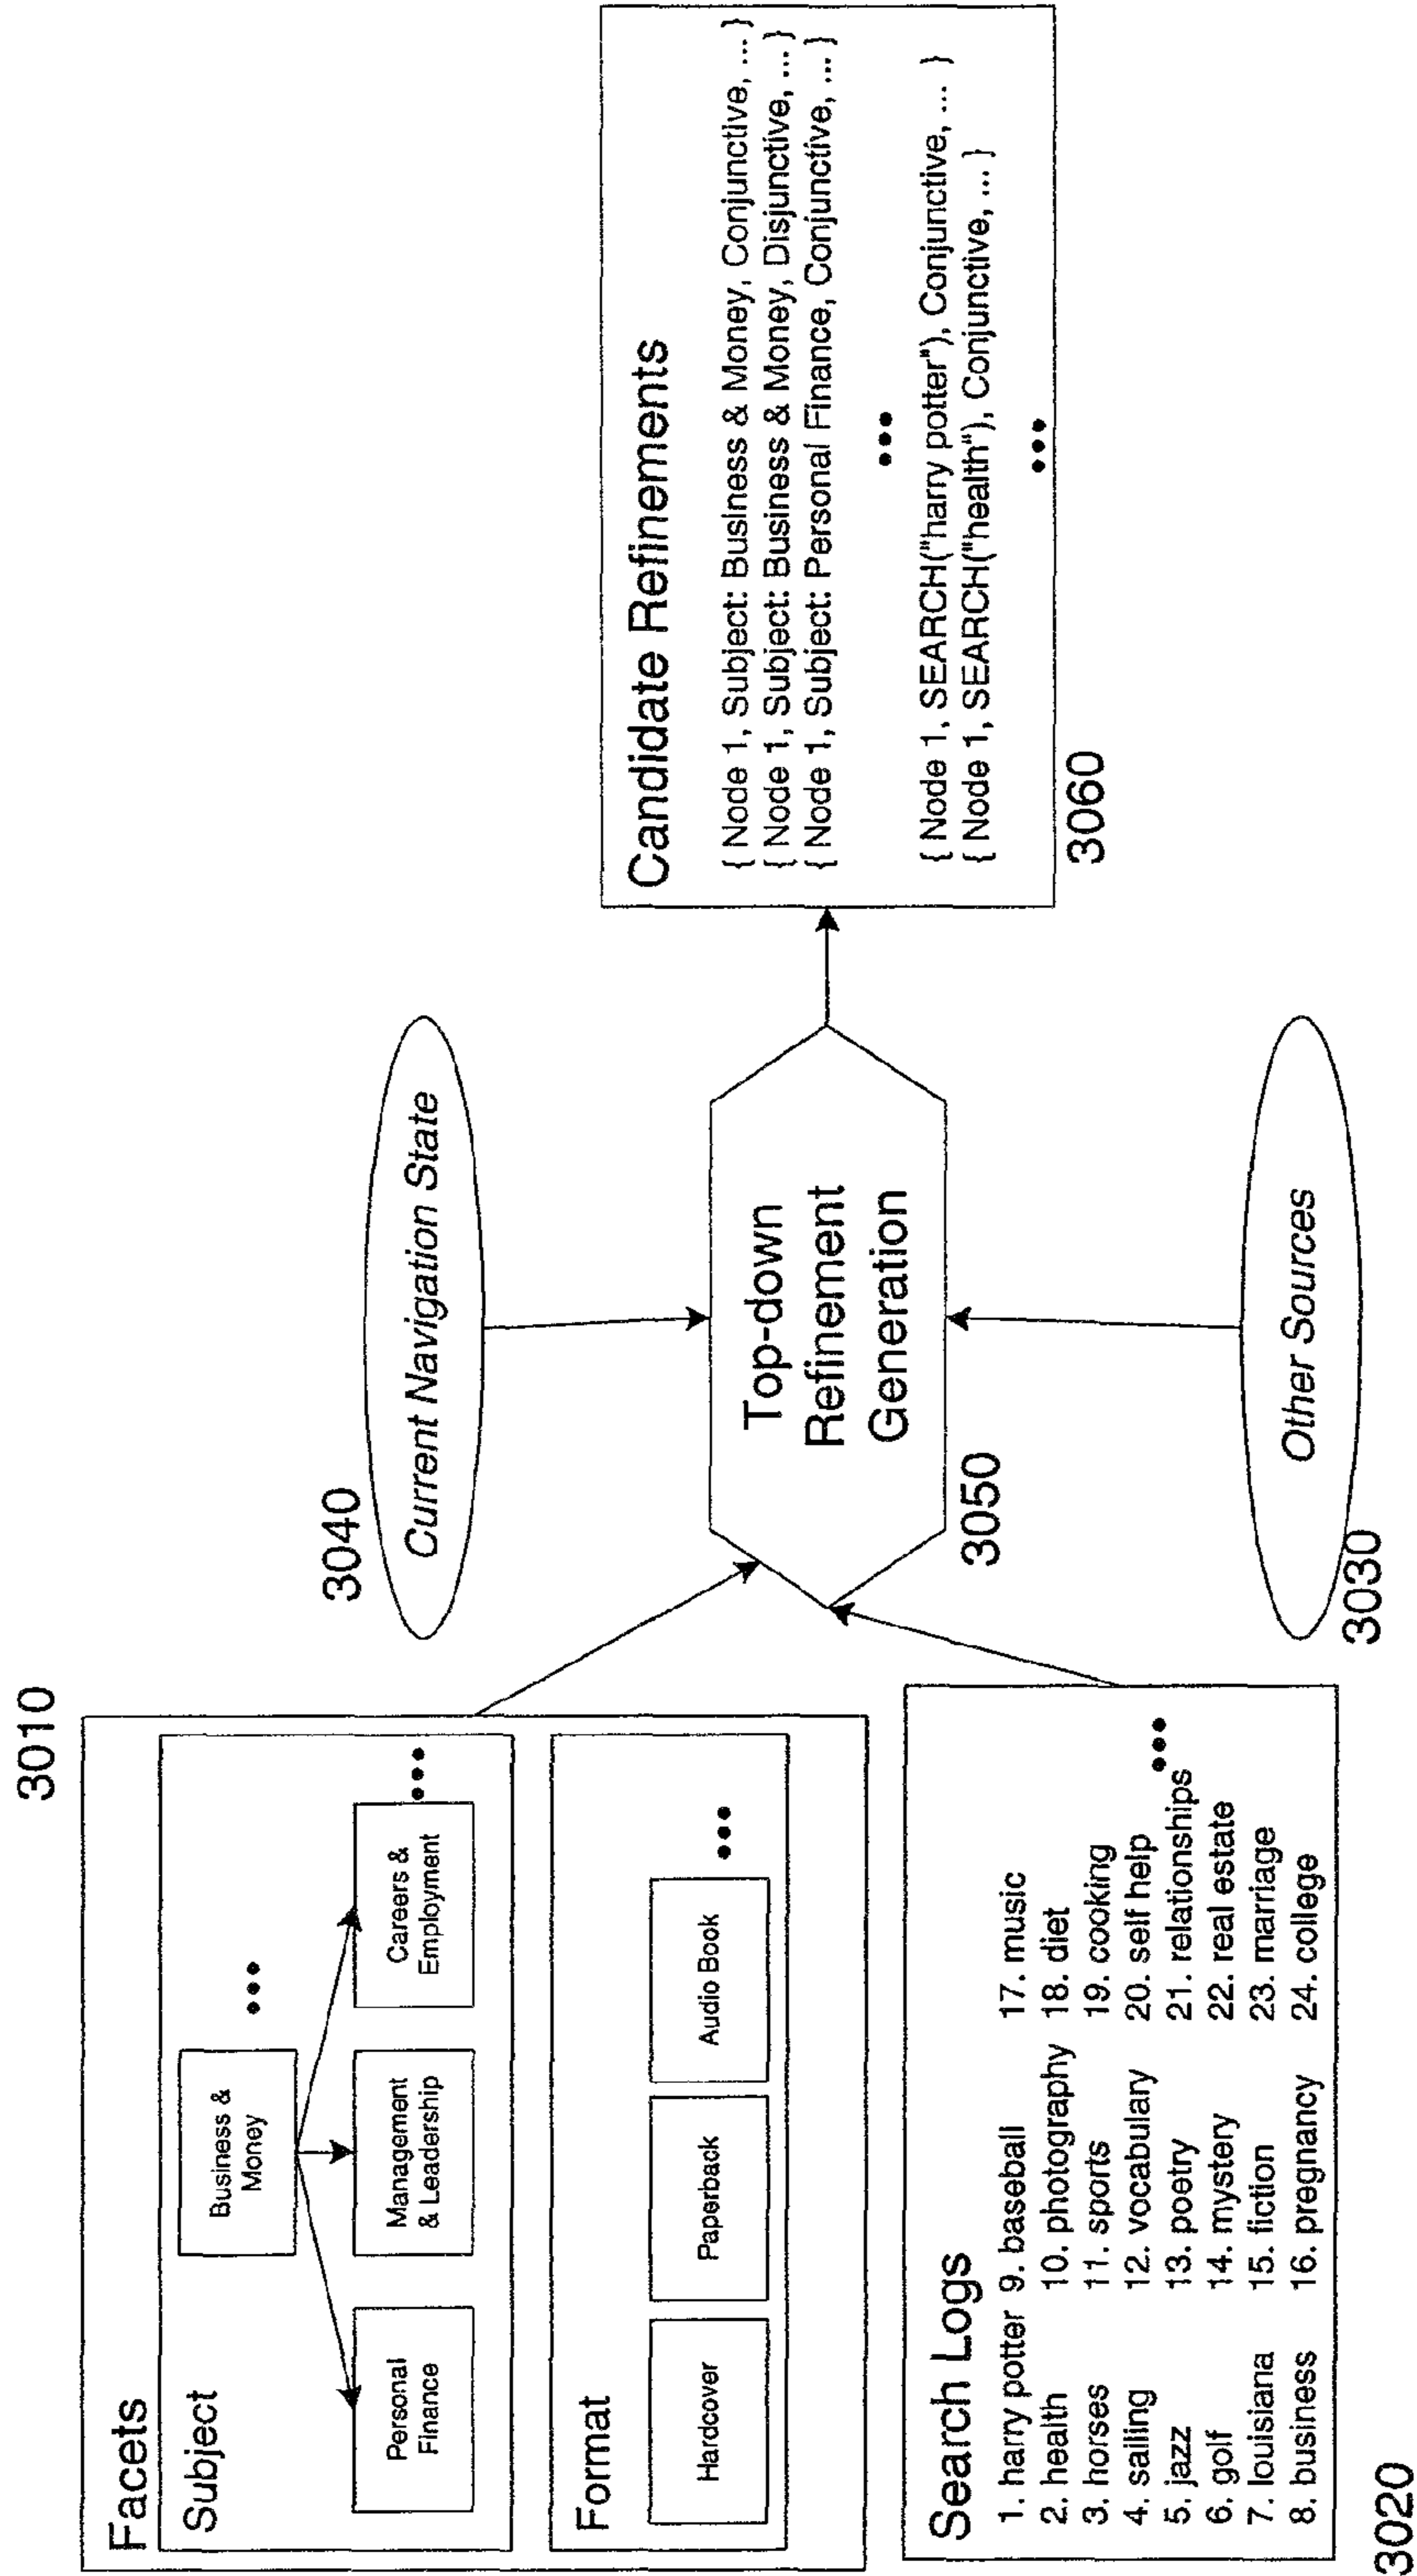 3010
Facets
Subject
Business &
Money
•••
Personal
Finance
Management
& Leadership
Careers &
Employment
•••
Format
Hardcover
Paperback
Audio Book
•••
Search Logs
1. harry potter 9. baseball 17. music
2. health 10. photography 18. diet
3. horses 11. sports 19. cooking
4. sailing 12. vocabulary 20. self help
5. jazz 13. poetry 21. relationships
6. golf 14. mystery 22. real estate
7. louisiana 15. fiction 23. marriage
8. business 16. pregnancy 24. college
•••
3020
3040
Current Navigation State
Top-down
Refinement
Generation
3050
Other Sources
3030
Candidate Refinements
{ Node 1, Subject: Business & Money, Conjunctive, ... }
{ Node 1, Subject: Business & Money, Disjunctive, ... }
{ Node 1, Subject: Personal Finance, Conjunctive, ... }
•••
{ Node 1, SEARCH("harry potter"), Conjunctive, ... }
{ Node 1, SEARCH("health"), Conjunctive, ... }
•••
3060